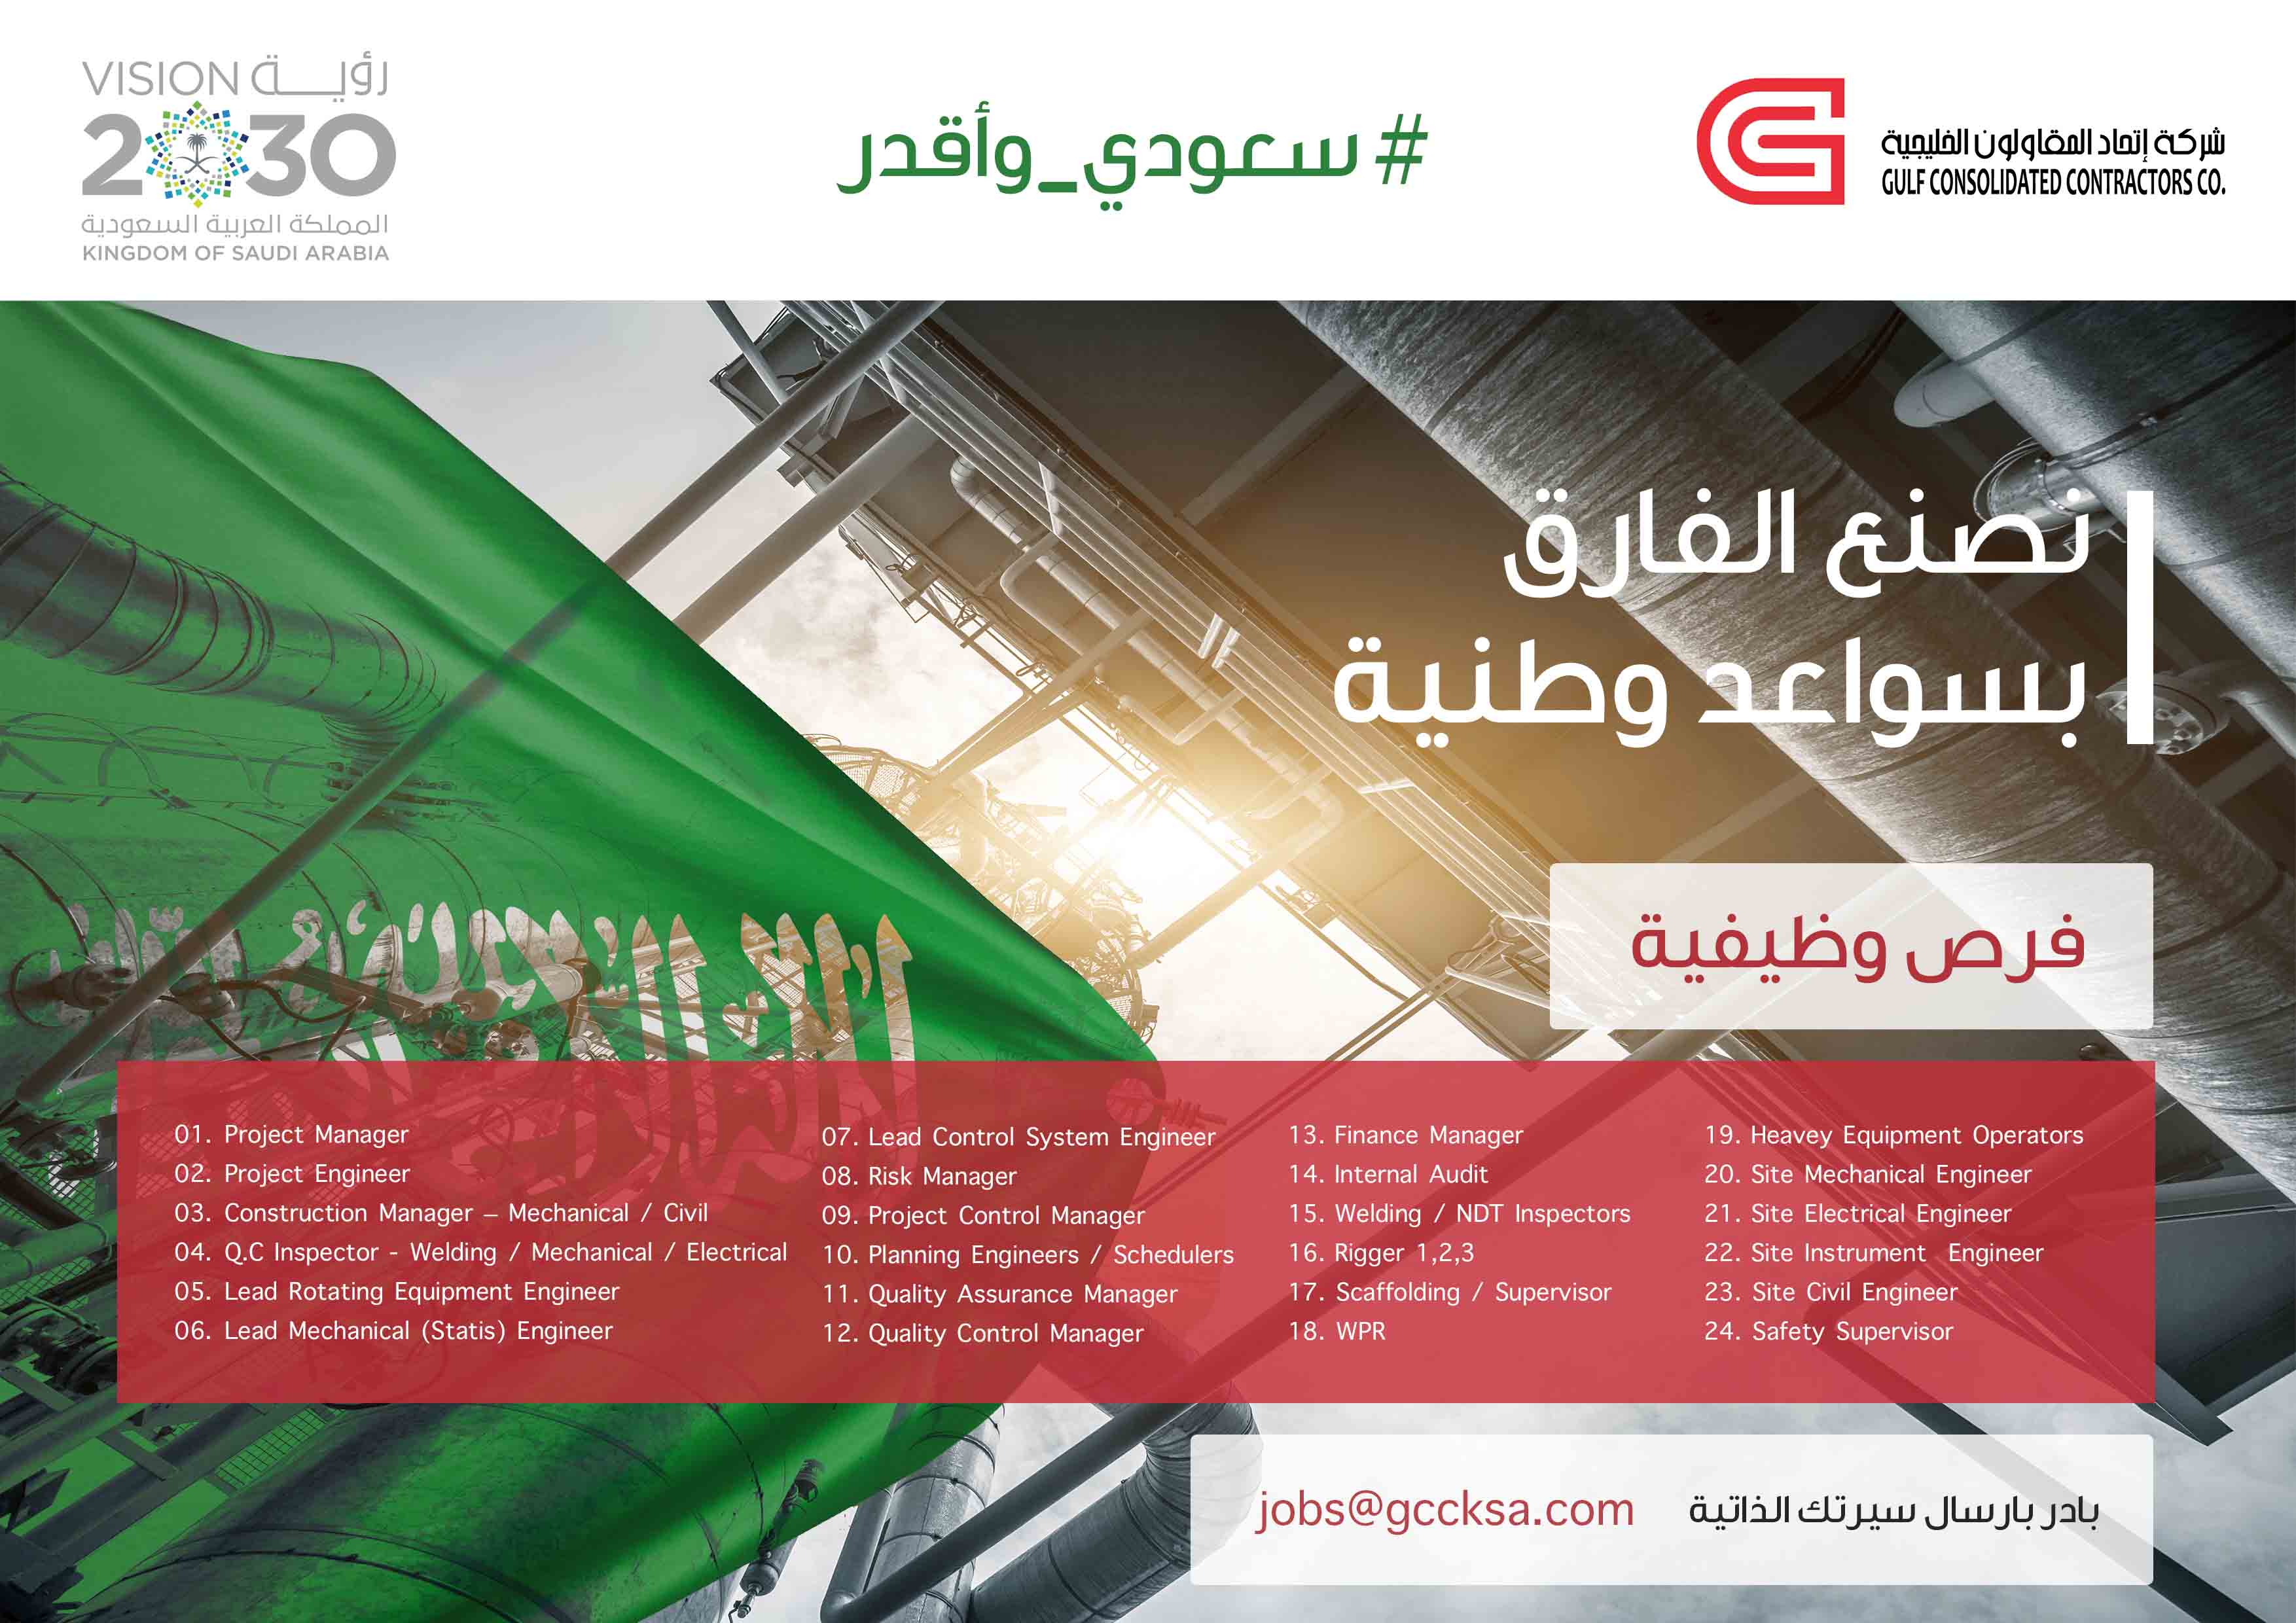 VISION رؤيـــة
2030
المملكة العربية السعودية
KINGDOM OF SAUDI ARABIA
#سعودي_وأقدر
شركة إتحاد المقاولون الخليجية
GULF CONSOLIDATED CONTRACTORS CO.
نصنع الفارق
بسواعد وطنية
فرص وظيفية
01. Project Manager
02. Project Engineer
03. Construction Manager – Mechanical / Civil
04. Q.C Inspector - Welding / Mechanical / Electrical
05. Lead Rotating Equipment Engineer
06. Lead Mechanical (Statis) Engineer
07. Lead Control System Engineer
08. Risk Manager
09. Project Control Manager
10. Planning Engineers / Schedulers
11. Quality Assurance Manager
12. Quality Control Manager
13. Finance Manager
14. Internal Audit
15. Welding / NDT Inspectors
16. Rigger 1,2,3
17. Scaffolding / Supervisor
18. WPR
19. Heavey Equipment Operators
20. Site Mechanical Engineer
21. Site Electrical Engineer
22. Site Instrument Engineer
23. Site Civil Engineer
24. Safety Supervisor
بادر بارسال سيرتك الذاتية jobs@gccksa.com